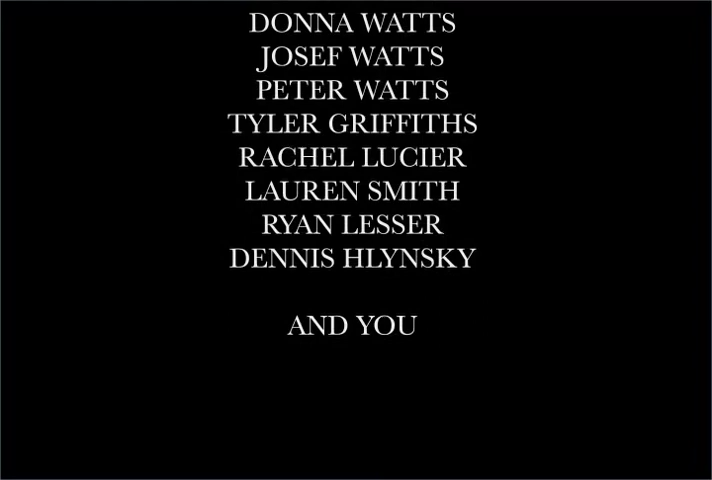 DONNA WATTS
JOSEF WATTS
PETER WATTS
TYLER GRIFFITHS
RACHEL LUCIER
LAUREN SMITH
RYAN LESSER
DENNIS HLYNSKY
AND YOU